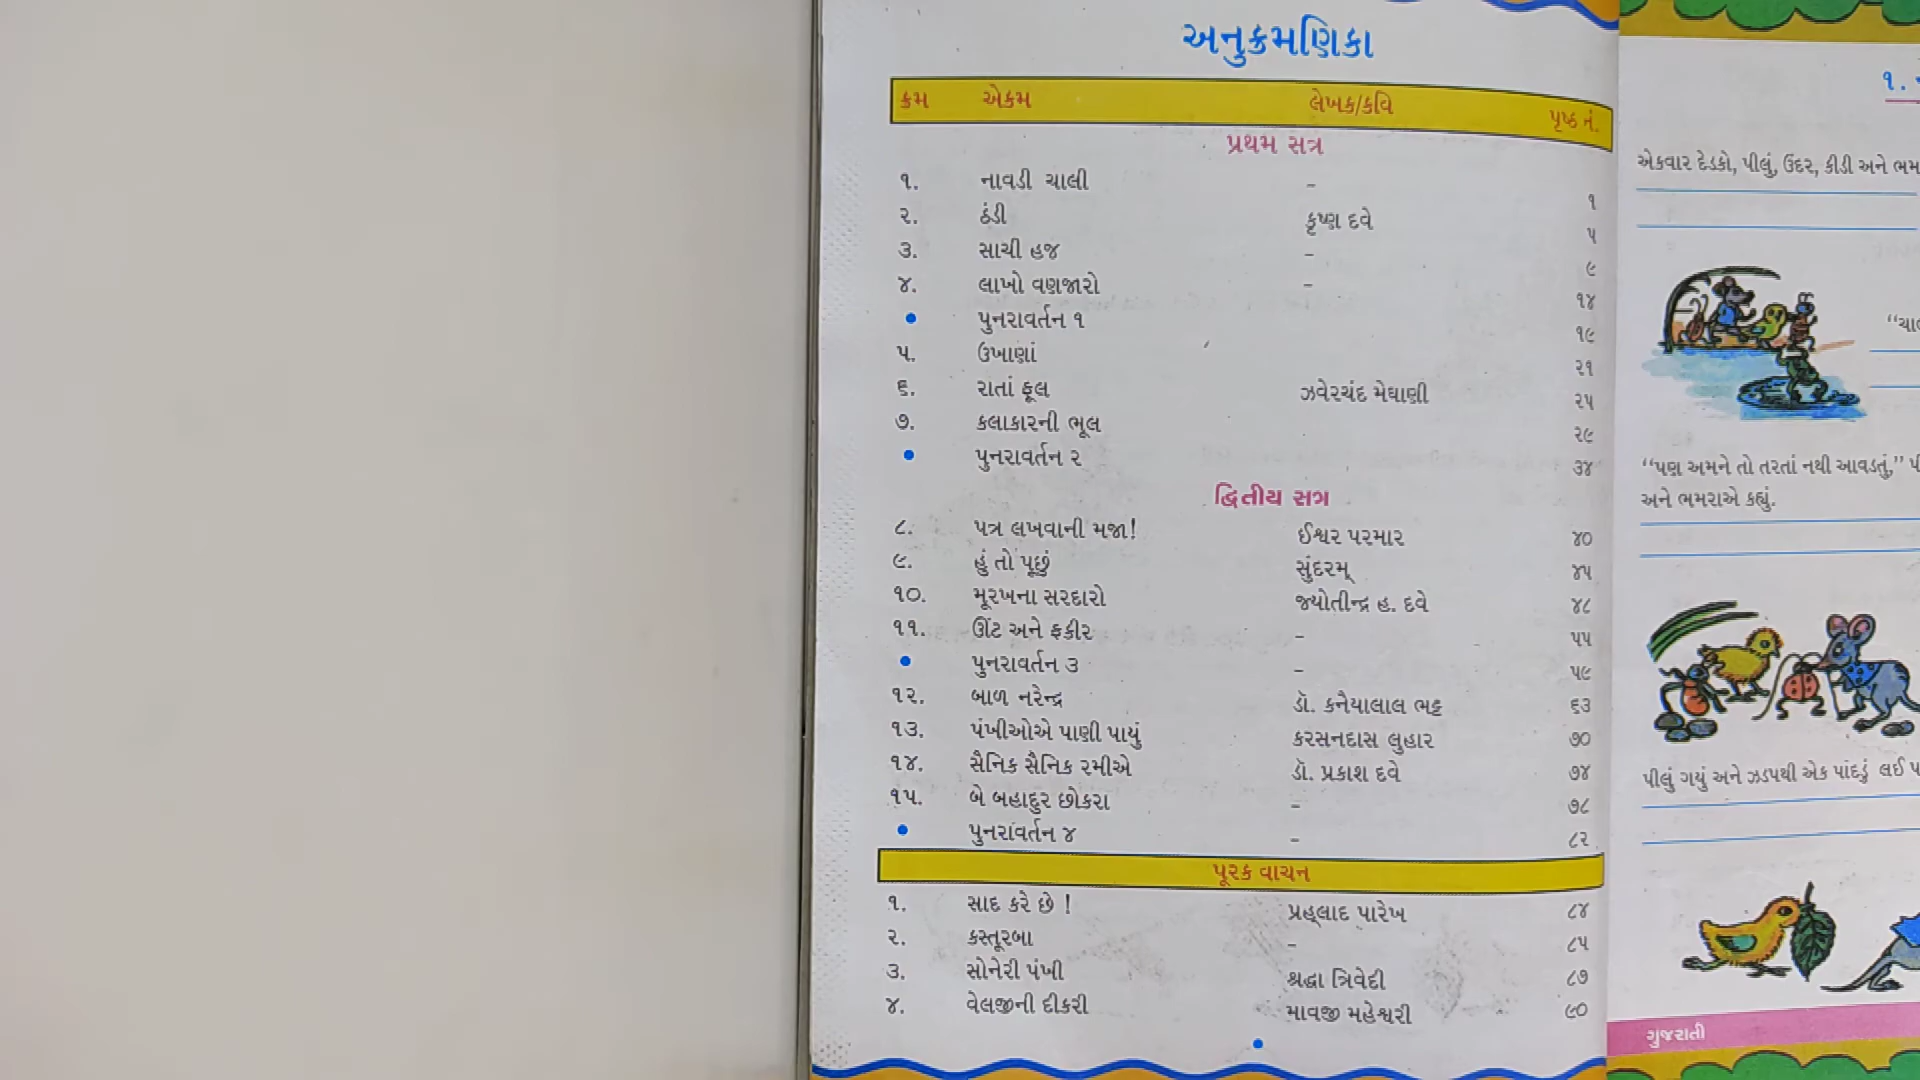 અનુક્રમણિકા
ક્રમ એકમ લેખક/કવિ પૃષ્ઠ નં.
પ્રથમ સત્ર
૧. નાવડી ચાલી – ૧
૨. ઠંડી કૃષ્ણ દવે ૫
૩. સાચી હજ – ૯
૪. લાખો વણજારો – ૧૪
• પુનરાવર્તન ૧ ૧૯
૫. ઉખાણાં ૨૧
૬. રાતાં ફૂલ ઝવેરચંદ મેઘાણી ૨૫
૭. કલાકારની ભૂલ ૨૯
• પુનરાવર્તન ૨ ૩૪
દ્વિતીય સત્ર
૮. પત્ર લખવાની મજા! ઈશ્વર પરમાર ૪૦
૯. હું તો પૂછું સુંદરમ્ ૪૫
૧૦. મૂરખના સરદારો જ્યોતીન્દ્ર હ. દવે ૪૮
૧૧. ઊંટ અને ફકીર – ૫૫
• પુનરાવર્તન ૩ – ૫૯
૧૨. બાળ નરેન્દ્ર ડૉ. કનૈયાલાલ ભટ્ટ ૬૩
૧૩. પંખીઓએ પાણી પાયું કરસનદાસ લુહાર ૭૦
૧૪. સૈનિક સૈનિક રમીએ ડૉ. પ્રકાશ દવે ૭૪
૧૫. બે બહાદુર છોકરા – ૭૮
• પુનરાવર્તન ૪ – ૮૨
પૂરક વાચન
૧. સાદ કરે છે ! પ્રહ્લાદ પારેખ ૮૪
૨. કસ્તૂરબા – ૮૫
૩. સોનેરી પંખી શ્રદ્ધા ત્રિવેદી ૮૭
૪. વેલજીની દીકરી માવજી મહેશ્વરી ૯૦
૧.
એકવાર દેડકો, પીલું, ઉંદર, કીડી અને
“પણ અમને તો તરતાં નથી આવડતું,”
અને ભમરાએ કહ્યું.
પીલું ગયું અને ઝડપથી એક પાંદડું લઈ
ગુજરાતી